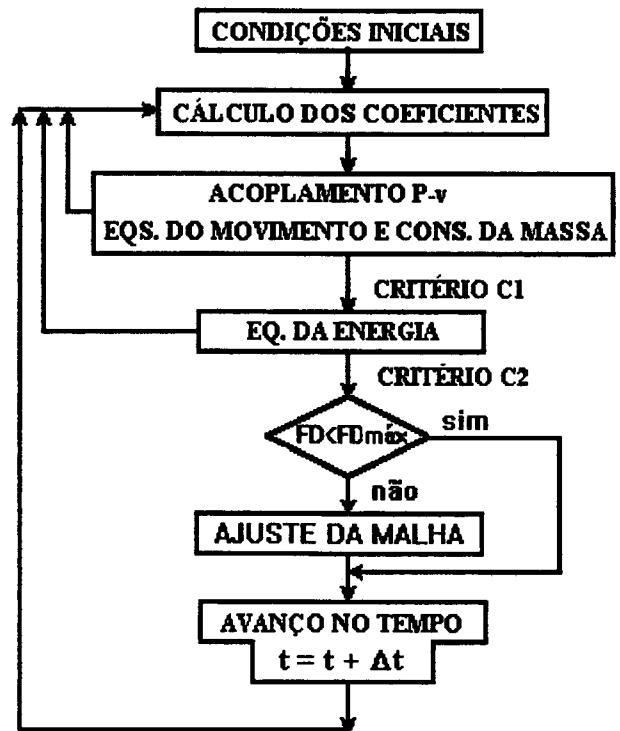 CONDIÇÕES INICIAIS
CÁLCULO DOS COEFICIENTES
ACOPLAMENTO P-v
EQS. DO MOVIMENTO E CONS. DA MASSA
CRITÉRIO C1
EQ. DA ENERGIA
CRITÉRIO C2
FD<FDmáx
sim
não
AJUSTE DA MALHA
AVANÇO NO TEMPO
t = t + Δt